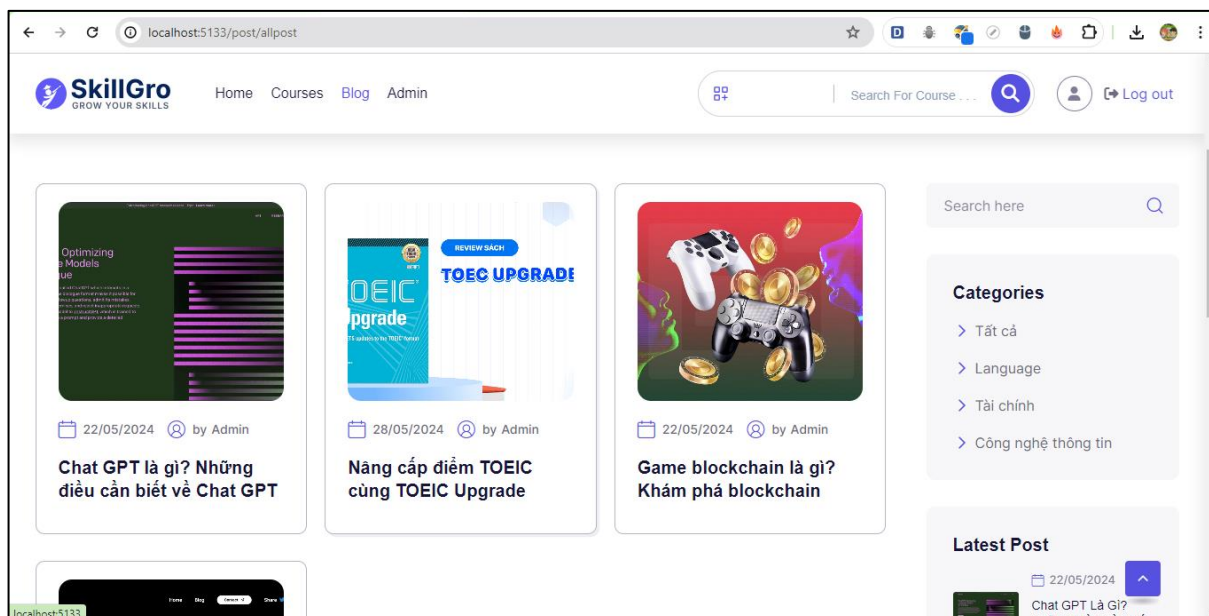 localhost:5133/post/allpost
SkillGro
GROW YOUR SKILLS
Home Courses Blog Admin
Search For Course . . .
Log out
Optimizing
Models
REVIEW SÁCH
TOEC UPGRADE
OEIC
pgrade
22/05/2024 by Admin
Chat GPT là gì? Những
điều cần biết về Chat GPT
28/05/2024 by Admin
Nâng cấp điểm TOEIC
cùng TOEIC Upgrade
22/05/2024 by Admin
Game blockchain là gì?
Khám phá blockchain
Search here
Categories
Tất cả
Language
Tài chính
Công nghệ thông tin
Latest Post
22/05/2024
Chat GPT Là Gì?
Home Blog Share
localhost:5133